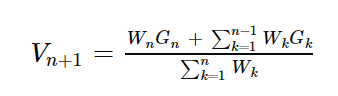 V_{n+1} = \frac{W_n G_n + \sum_{k=1}^{n-1} W_k G_k}{\sum_{k=1}^{n} W_k}